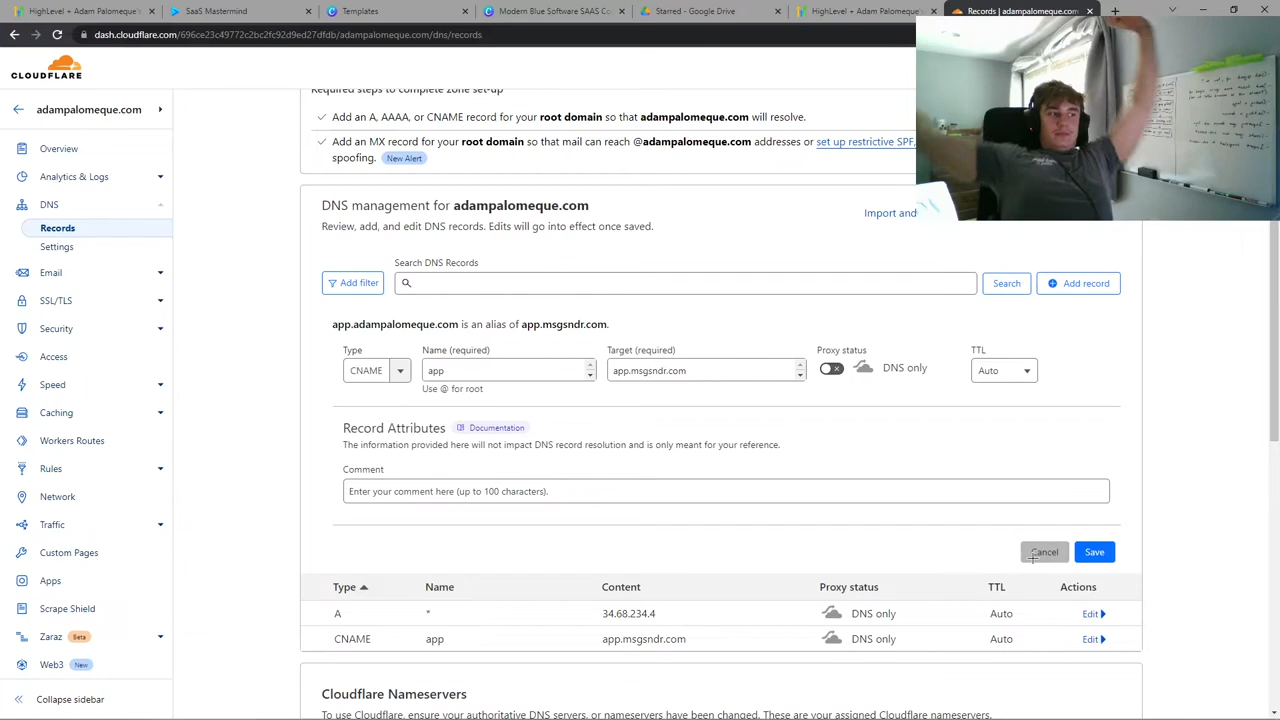 HighLevel + Adam Palomeque's
SaaS Mastermind
Templates
Modern Blue Software SAAS Co
Starred - Google Drive
HighLevel + Adam Palomeque's
Records | adampalomeque.com
dash.cloudflare.com/696ce23c49772c2bc2fc92d9ed27dfdb/adampalomeque.com/dns/records
CLOUDFLARE
adampalomeque.com
Overview
Analytics & Logs
DNS
Records
Settings
Email
SSL/TLS
Security
Access
Speed
Caching
Workers Routes
Rules
Network
Traffic
Custom Pages
Apps
Scrape Shield
Zaraz Beta
Web3 New
Collapse sidebar
Required steps to complete zone set-up
Add an A, AAAA, or CNAME record for your root domain so that adampalomeque.com will resolve.
Add an MX record for your root domain so that mail can reach @adampalomeque.com addresses or set up restrictive SPF,
spoofing. New Alert
DNS management for adampalomeque.com
Import and
Review, add, and edit DNS records. Edits will go into effect once saved.
Search DNS Records
Add filter
Search
Add record
app.adampalomeque.com is an alias of app.msgsndr.com.
Type Name (required) Target (required) Proxy status TTL
CNAME app app.msgsndr.com DNS only Auto
Use @ for root
Record Attributes Documentation
The information provided here will not impact DNS record resolution and is only meant for your reference.
Comment
Enter your comment here (up to 100 characters).
Cancel Save
Type Name Content Proxy status TTL Actions
A * 34.68.234.4 DNS only Auto Edit
CNAME app app.msgsndr.com DNS only Auto Edit
Cloudflare Nameservers
To use Cloudflare, ensure your authoritative DNS servers, or nameservers have been changed. These are your assigned Cloudflare nameservers.